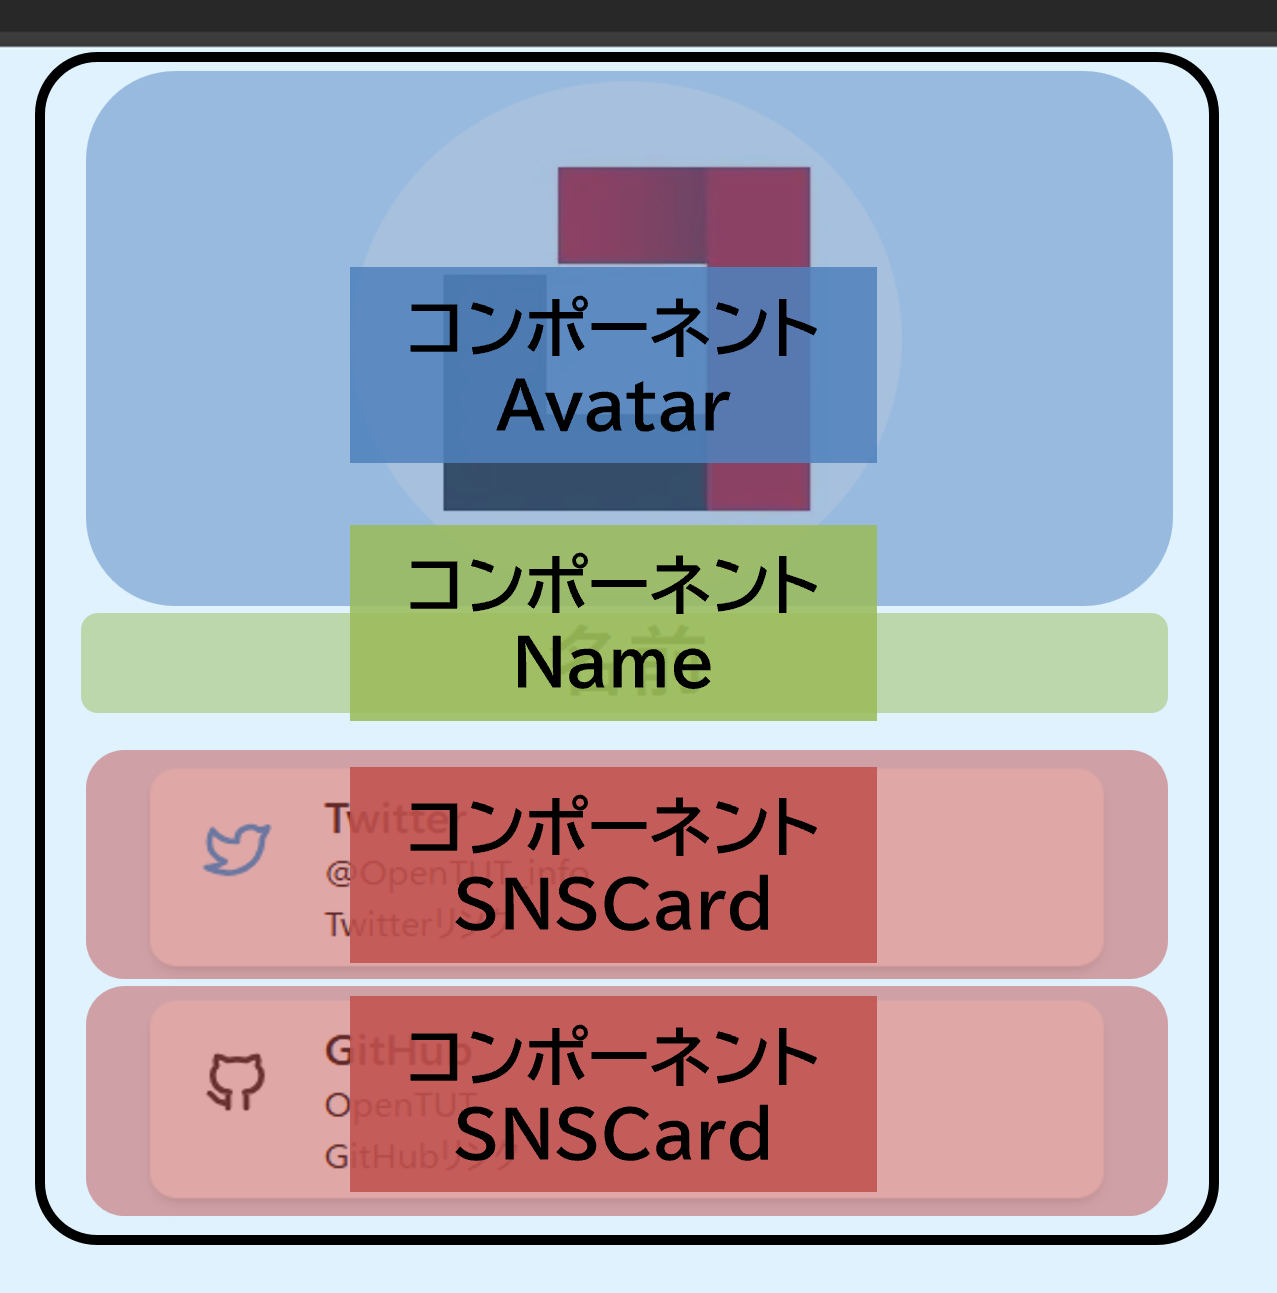 コンポーネント
Avatar
コンポーネント
Name
名前
Twitter
@OpenTUT_info
Twitterリンク
コンポーネント
SNSCard
GitHub
OpenTUT
GitHubリンク
コンポーネント
SNSCard